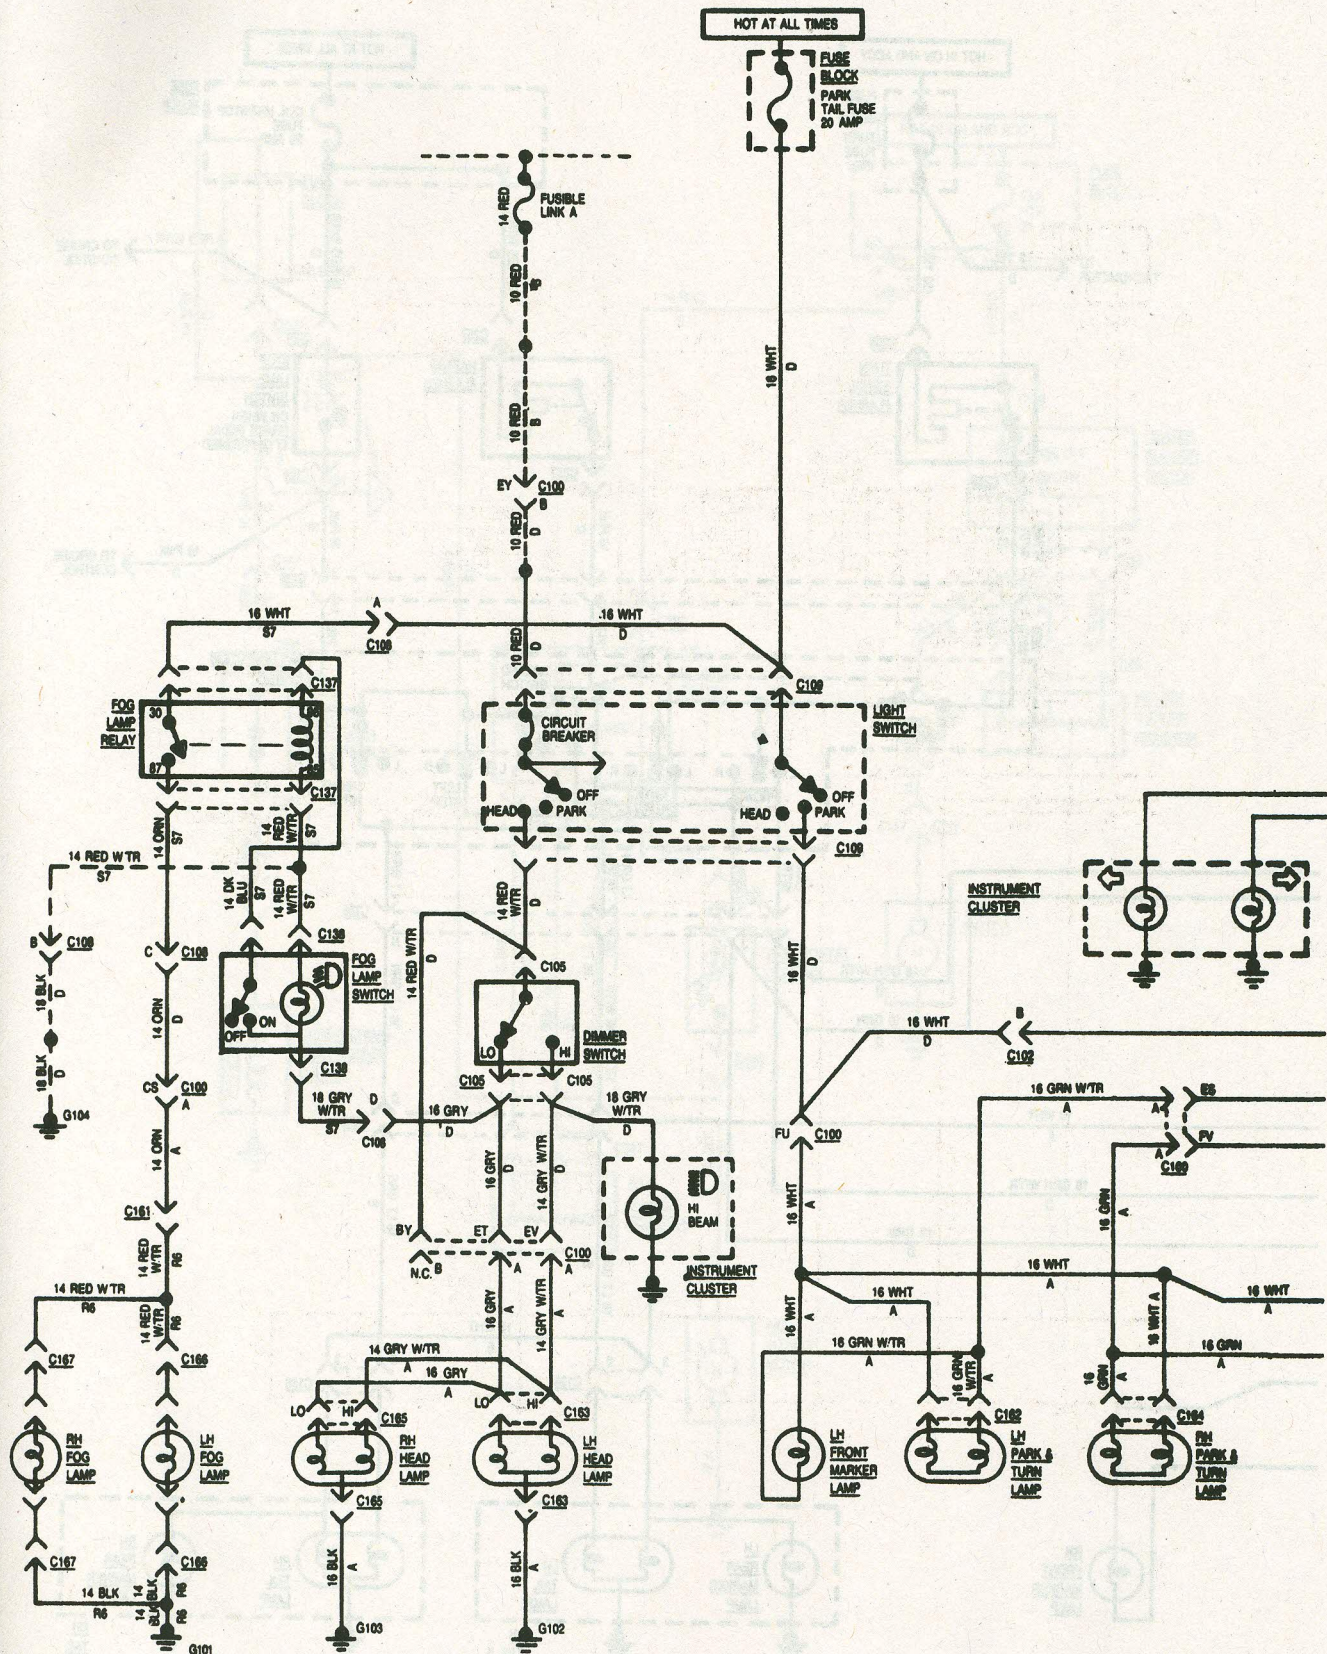 HOT AT ALL TIMES
FUSE
BLOCK
PARK
TAIL FUSE
20 AMP
14 RED
FUSIBLE
LINK A
10 RED
16 WHT
D
10 RED
B
EY
C100
B
10 RED
D
16 WHT
S7
A
C108
16 WHT
D
10 RED
D
C137
C109
FOG
LAMP
RELAY
30
87
C137
CIRCUIT
BREAKER
OFF
PARK
HEAD
LIGHT
SWITCH
OFF
PARK
HEAD
C109
14 ORN
S7
14
RED
W/TR
S7
14 RED W TR
S7
14 DK
BLU
S7
14 RED
W/TR
S7
14 RED
W/TR
D
INSTRUMENT
CLUSTER
B
C108
C
C108
C138
FOG
LAMP
SWITCH
OFF
ON
14 RED W/TR
D
C105
16 WHT
D
18 BLK
D
14 ORN
D
LO
HI
DIMMER
SWITCH
16 WHT
D
B
C102
18 BLK
D
G104
CS
C100
A
C138
C105
C105
18 GRY
W/TR
S7
D
C108
16 GRY
D
18 GRY
W/TR
D
16 GRN W/TR
A
A
ES
FU
C100
A
FV
C160
14 ORN
A
16 GRY
D
14 GRY W/TR
D
HI
BEAM
INSTRUMENT
CLUSTER
16 WHT
A
16 GRN
A
C161
14 RED
W/TR
R6
BY
ET
EV
N.C.
B
A
C100
A
14 RED W TR
R6
14 RED
W/TR
R6
16 GRY
A
14 GRY W/TR
A
16 WHT
A
16 WHT
A
16 WHT
A
16 WHT
A
16 WHT
A
C167
C166
14 GRY W/TR
A
16 GRY
A
16 GRN W/TR
A
16 GRN
W/TR
A
16
GRN
A
16 GRN
A
LO
HI
C165
LO
HI
C163
C162
C164
RH
FOG
LAMP
LH
FOG
LAMP
RH
HEAD
LAMP
LH
HEAD
LAMP
LH
FRONT
MARKER
LAMP
LH
PARK &
TURN
LAMP
RH
PARK &
TURN
LAMP
C165
C163
C167
C166
14 BLK
R6
14
BLK
14
BLK
R6
R6
16 BLK
A
16 BLK
A
G101
G103
G102